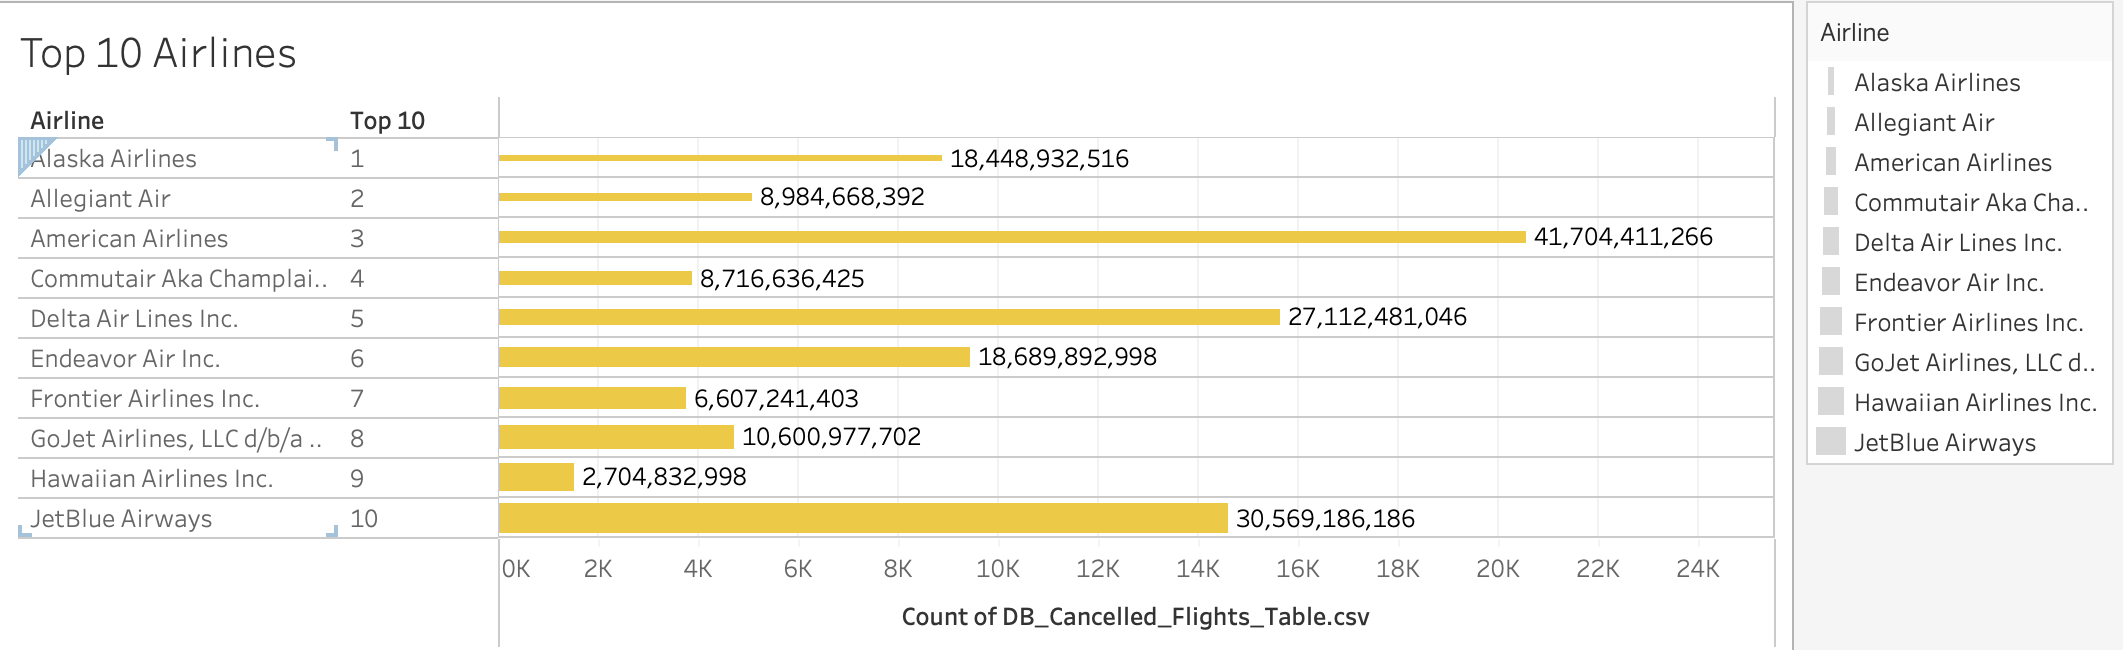 Top 10 Airlines
Airline Top 10
Alaska Airlines 1 18,448,932,516
Allegiant Air 2 8,984,668,392
American Airlines 3 41,704,411,266
Commutair Aka Champlai.. 4 8,716,636,425
Delta Air Lines Inc. 5 27,112,481,046
Endeavor Air Inc. 6 18,689,892,998
Frontier Airlines Inc. 7 6,607,241,403
GoJet Airlines, LLC d/b/a .. 8 10,600,977,702
Hawaiian Airlines Inc. 9 2,704,832,998
JetBlue Airways 10 30,569,186,186
0K 2K 4K 6K 8K 10K 12K 14K 16K 18K 20K 22K 24K
Count of DB_Cancelled_Flights_Table.csv
Airline
Alaska Airlines
Allegiant Air
American Airlines
Commutair Aka Cha..
Delta Air Lines Inc.
Endeavor Air Inc.
Frontier Airlines Inc.
GoJet Airlines, LLC d..
Hawaiian Airlines Inc.
JetBlue Airways